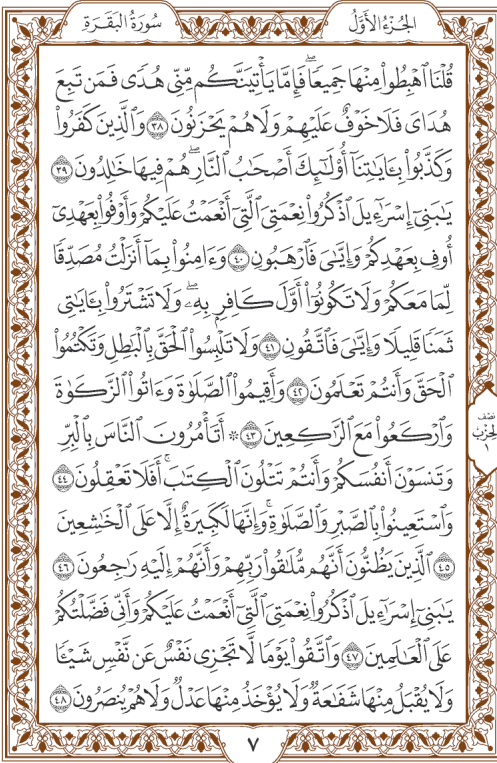 سُورَةُ البَقَرَةِ
الجُزْءُ الأَوَّلُ
قُلْنَا ٱهْبِطُوا۟ مِنْهَا جَمِيعًۭا ۖ فَإِمَّا يَأْتِيَنَّكُم مِّنِّى هُدًۭى فَمَن تَبِعَ
هُدَاىَ فَلَا خَوْفٌ عَلَيْهِمْ وَلَا هُمْ يَحْزَنُونَ ٣٨ وَٱلَّذِينَ كَفَرُوا۟
وَكَذَّبُوا۟ بِـَٔايَـٰتِنَآ أُو۟لَـٰٓئِكَ أَصْحَـٰبُ ٱلنَّارِ ۖ هُمْ فِيهَا خَـٰلِدُونَ ٣٩
يَـٰبَنِىٓ إِسْرَٰٓءِيلَ ٱذْكُرُوا۟ نِعْمَتِىَ ٱلَّتِىٓ أَنْعَمْتُ عَلَيْكُمْ وَأَوْفُوا۟ بِعَهْدِىٓ
أُوفِ بِعَهْدِكُمْ وَإِيَّـٰىَ فَٱرْهَبُونِ ٤٠ وَءَامِنُوا۟ بِمَآ أَنزَلْتُ مُصَدِّقًۭا
لِّمَا مَعَكُمْ وَلَا تَكُونُوٓا۟ أَوَّلَ كَافِرٍۭ بِهِۦ ۖ وَلَا تَشْتَرُوا۟ بِـَٔايَـٰتِى
ثَمَنًۭا قَلِيلًۭا وَإِيَّـٰىَ فَٱتَّقُونِ ٤١ وَلَا تَلْبِسُوا۟ ٱلْحَقَّ بِٱلْبَـٰطِلِ وَتَكْتُمُوا۟
ٱلْحَقَّ وَأَنتُمْ تَعْلَمُونَ ٤٢ وَأَقِيمُوا۟ ٱلصَّلَوٰةَ وَءَاتُوا۟ ٱلزَّكَوٰةَ
وَٱرْكَعُوا۟ مَعَ ٱلرَّٰكِعِينَ ٤٣ ۞ أَتَأْمُرُونَ ٱلنَّاسَ بِٱلْبِرِّ
وَتَنسَوْنَ أَنفُسَكُمْ وَأَنتُمْ تَتْلُونَ ٱلْكِتَـٰبَ ۚ أَفَلَا تَعْقِلُونَ ٤٤
وَٱسْتَعِينُوا۟ بِٱلصَّبْرِ وَٱلصَّلَوٰةِ ۚ وَإِنَّهَا لَكَبِيرَةٌ إِلَّا عَلَى ٱلْخَـٰشِعِينَ
٤٥ ٱلَّذِينَ يَظُنُّونَ أَنَّهُم مُّلَـٰقُوا۟ رَبِّهِمْ وَأَنَّهُمْ إِلَيْهِ رَٰجِعُونَ ٤٦
يَـٰبَنِىٓ إِسْرَٰٓءِيلَ ٱذْكُرُوا۟ نِعْمَتِىَ ٱلَّتِىٓ أَنْعَمْتُ عَلَيْكُمْ وَأَنِّى فَضَّلْتُكُمْ
عَلَى ٱلْعَـٰلَمِينَ ٤٧ وَٱتَّقُوا۟ يَوْمًۭا لَّا تَجْزِى نَفْسٌ عَن نَّفْسٍۢ شَيْـًۭٔا
وَلَا يُقْبَلُ مِنْهَا شَفَـٰعَةٌۭ وَلَا يُؤْخَذُ مِنْهَا عَدْلٌۭ وَلَا هُمْ يُنصَرُونَ ٤٨
نصف
الحزب
١
٧